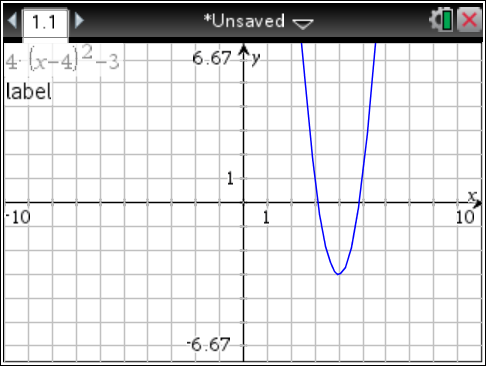 1.1
*Unsaved
4·(x−4)²−3
6.67
y
label
1
x
-10
1
10
-6.67